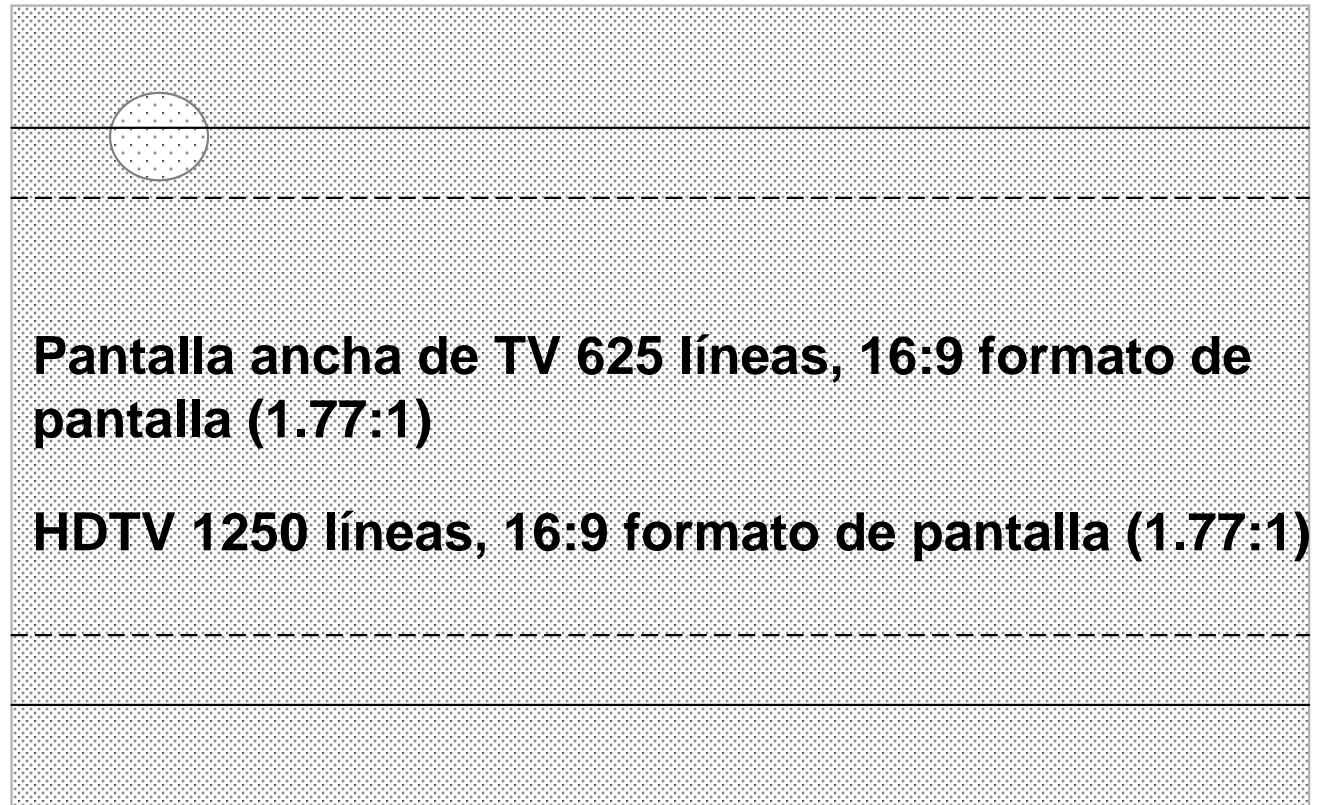 Pantalla ancha de TV 625 líneas, 16:9 formato de
pantalla (1.77:1)
HDTV 1250 líneas, 16:9 formato de pantalla (1.77:1)